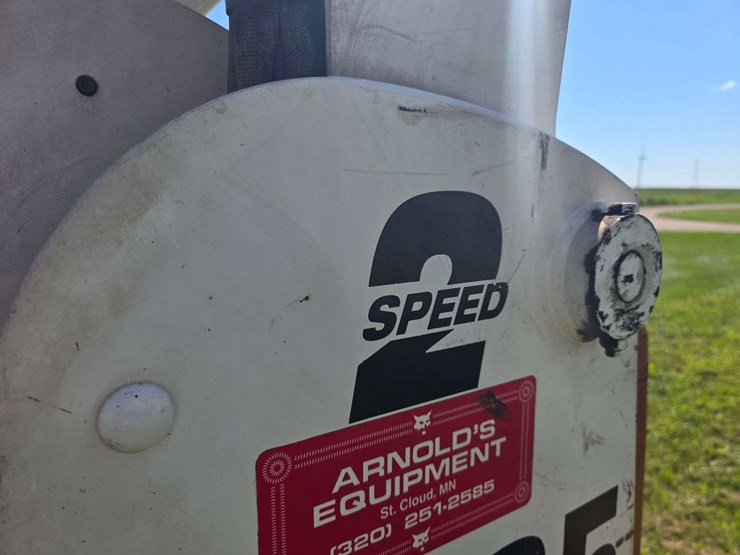 2
SPEED
ARNOLD'S
EQUIPMENT
St. Cloud, MN
(320) 251-2585